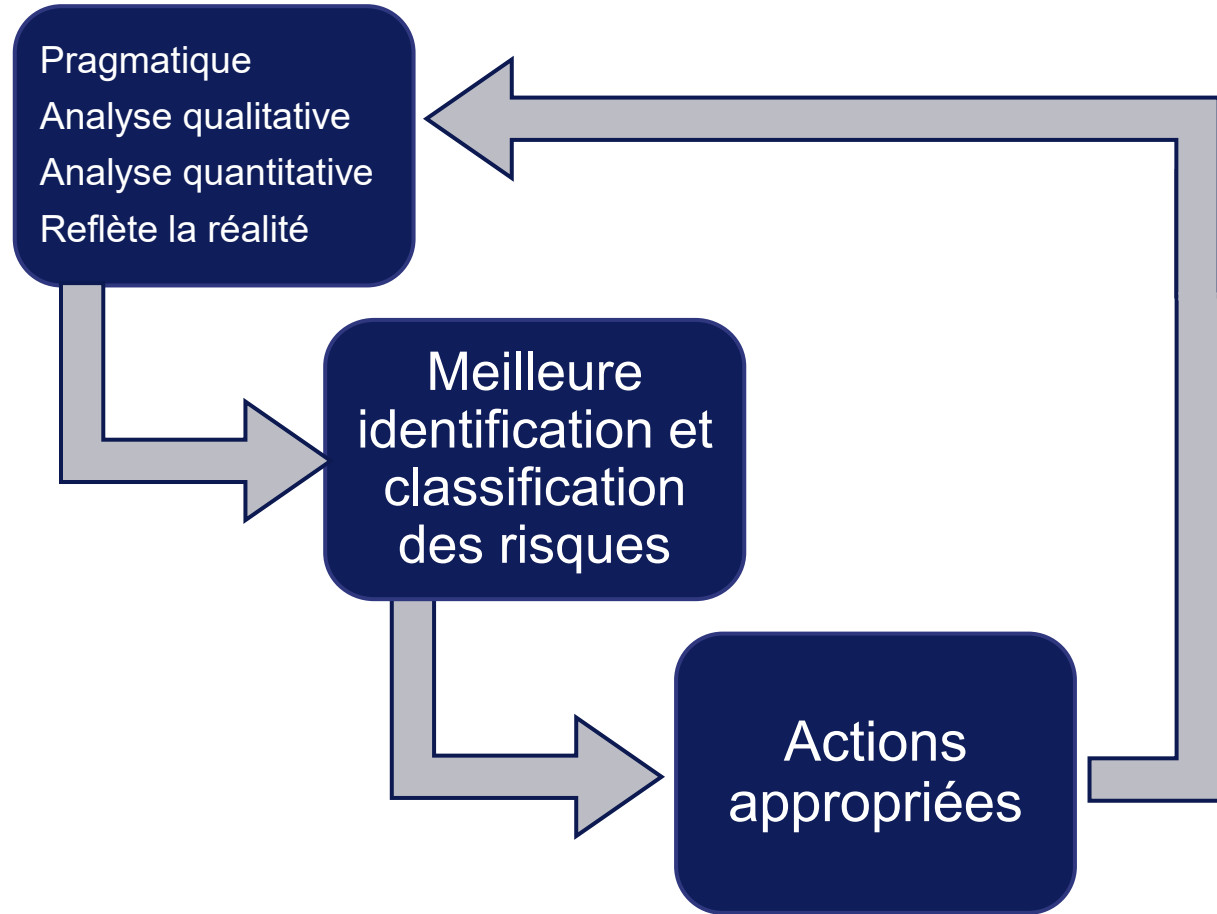 Pragmatique
Analyse qualitative
Analyse quantitative
Reflète la réalité
Meilleure
identification et
classification
des risques
Actions
appropriées